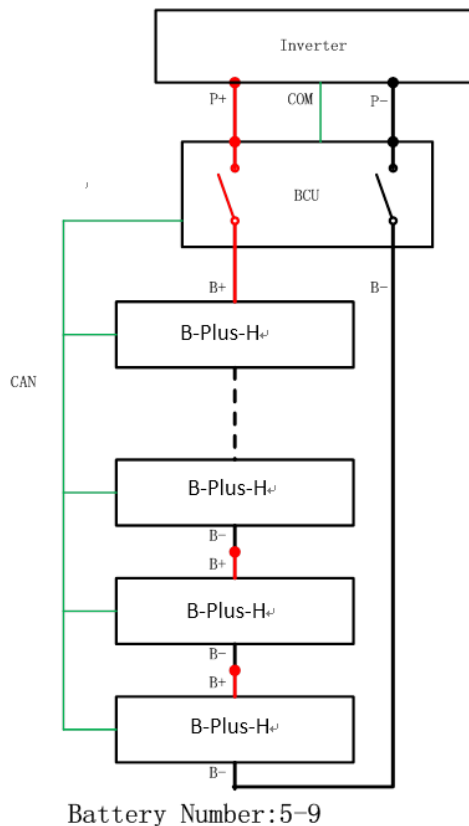 Inverter
P+
COM
P-
BCU
B+
B-
B-Plus-H
CAN
B-Plus-H
B-
B+
B-Plus-H
B-
B+
B-Plus-H
B-
Battery Number:5-9